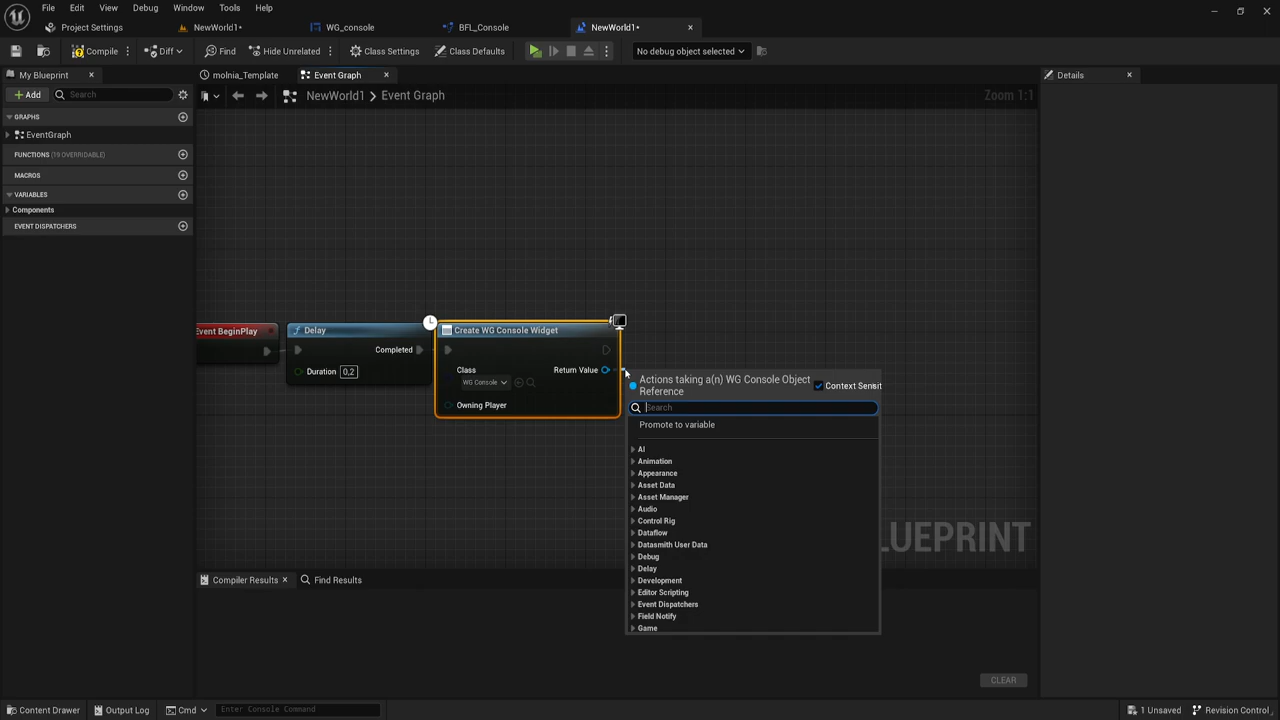 File Edit View Debug Window Tools Help
Project Settings NewWorld1• WG_console BFL_Console NewWorld1•
Compile Diff Find Hide Unrelated Class Settings Class Defaults No debug object selected
My Blueprint molnia_Template Event Graph Details
Add Search NewWorld1 Event Graph Zoom 1:1
GRAPHS
EventGraph
FUNCTIONS (19 OVERRIDABLE)
MACROS
VARIABLES
Components
EVENT DISPATCHERS
Event BeginPlay Delay Create WG Console Widget
Completed
Duration 0,2 Class Return Value
WG Console
Owning Player
Actions taking a(n) WG Console Object
Reference
Context Sensit
Search
Promote to variable
AI
Animation
Appearance
Asset Data
Asset Manager
Audio
Control Rig
Dataflow
Datasmith User Data
Debug
Delay
Development
Editor Scripting
Event Dispatchers
Field Notify
Game
LUEPRINT
Compiler Results Find Results
CLEAR
Content Drawer Output Log Cmd Enter Console Command 1 Unsaved Revision Control